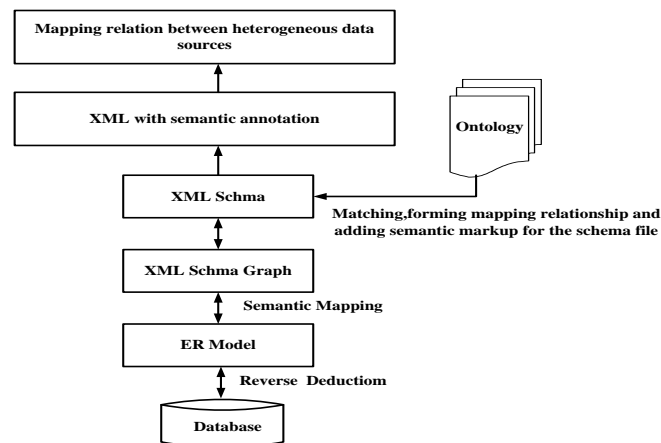 Mapping relation between heterogeneous data
sources
XML with semantic annotation
Ontology
XML Schma
Matching,forming mapping relationship and
adding semantic markup for the schema file
XML Schma Graph
Semantic Mapping
ER Model
Reverse Deductiom
Database